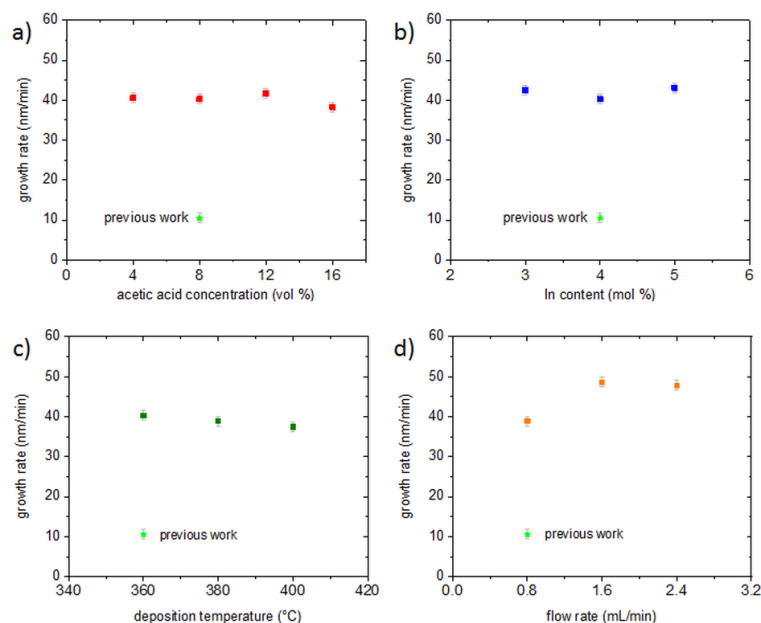 a)
growth rate (nm/min)
60
50
40
30
20
10
0
previous work
0 4 8 12 16
acetic acid concentration (vol %)
b)
growth rate (nm/min)
60
50
40
30
20
10
0
previous work
2 3 4 5 6
In content (mol %)
c)
growth rate (nm/min)
60
50
40
30
20
10
0
previous work
340 360 380 400 420
deposition temperature (°C)
d)
growth rate (nm/min)
60
50
40
30
20
10
0
previous work
0.0 0.8 1.6 2.4 3.2
flow rate (mL/min)